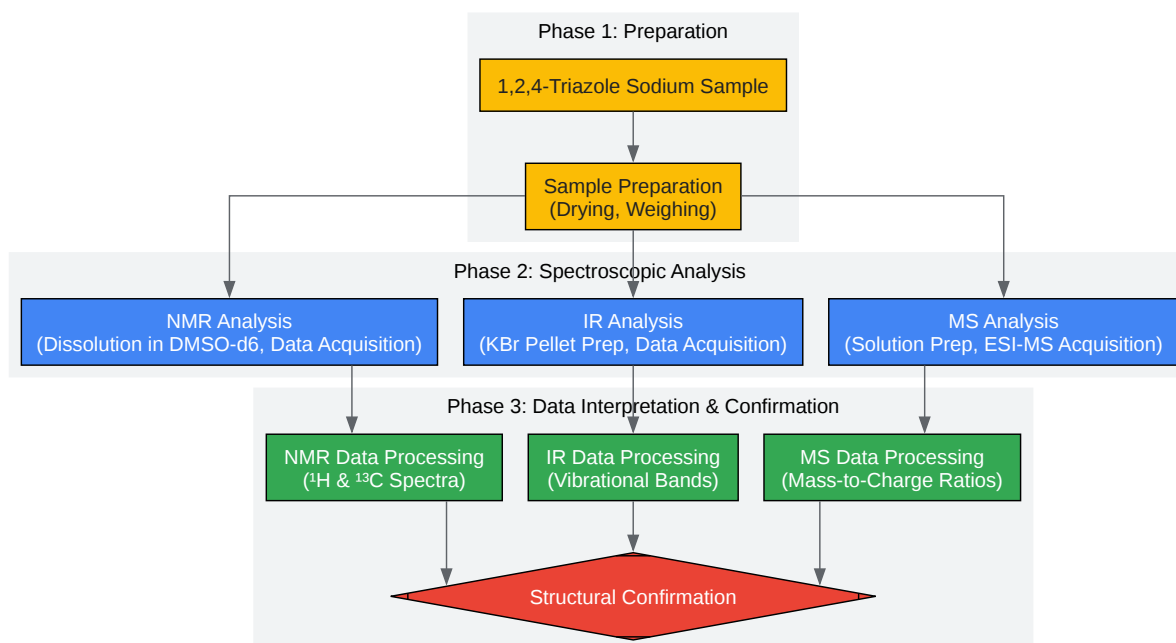 Phase 1: Preparation
1,2,4-Triazole Sodium Sample
Sample Preparation
(Drying, Weighing)
Phase 2: Spectroscopic Analysis
NMR Analysis
(Dissolution in DMSO-d6, Data Acquisition)
IR Analysis
(KBr Pellet Prep, Data Acquisition)
MS Analysis
(Solution Prep, ESI-MS Acquisition)
Phase 3: Data Interpretation & Confirmation
NMR Data Processing
(¹H & ¹³C Spectra)
IR Data Processing
(Vibrational Bands)
MS Data Processing
(Mass-to-Charge Ratios)
Structural Confirmation